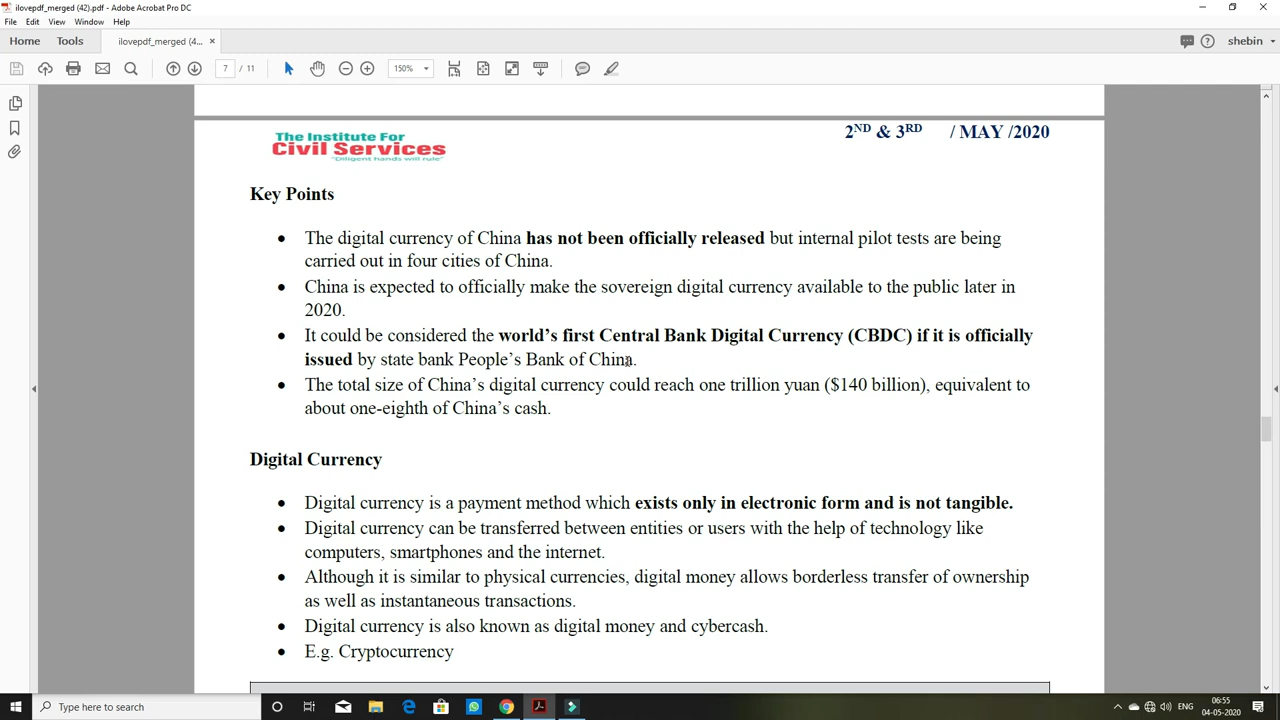 ilovepdf_merged (42).pdf - Adobe Acrobat Pro DC
File Edit View Window Help
Home Tools ilovepdf_merged (4... × shebin
7 / 11 150%
The Institute For
Civil Services
"Diligent hands will rule"
2ND & 3RD / MAY /2020
Key Points
• The digital currency of China has not been officially released but internal pilot tests are being
carried out in four cities of China.
• China is expected to officially make the sovereign digital currency available to the public later in
2020.
• It could be considered the world's first Central Bank Digital Currency (CBDC) if it is officially
issued by state bank People's Bank of China.
• The total size of China's digital currency could reach one trillion yuan ($140 billion), equivalent to
about one-eighth of China's cash.
Digital Currency
• Digital currency is a payment method which exists only in electronic form and is not tangible.
• Digital currency can be transferred between entities or users with the help of technology like
computers, smartphones and the internet.
• Although it is similar to physical currencies, digital money allows borderless transfer of ownership
as well as instantaneous transactions.
• Digital currency is also known as digital money and cybercash.
• E.g. Cryptocurrency
Type here to search
ENG
06:55
04-05-2020